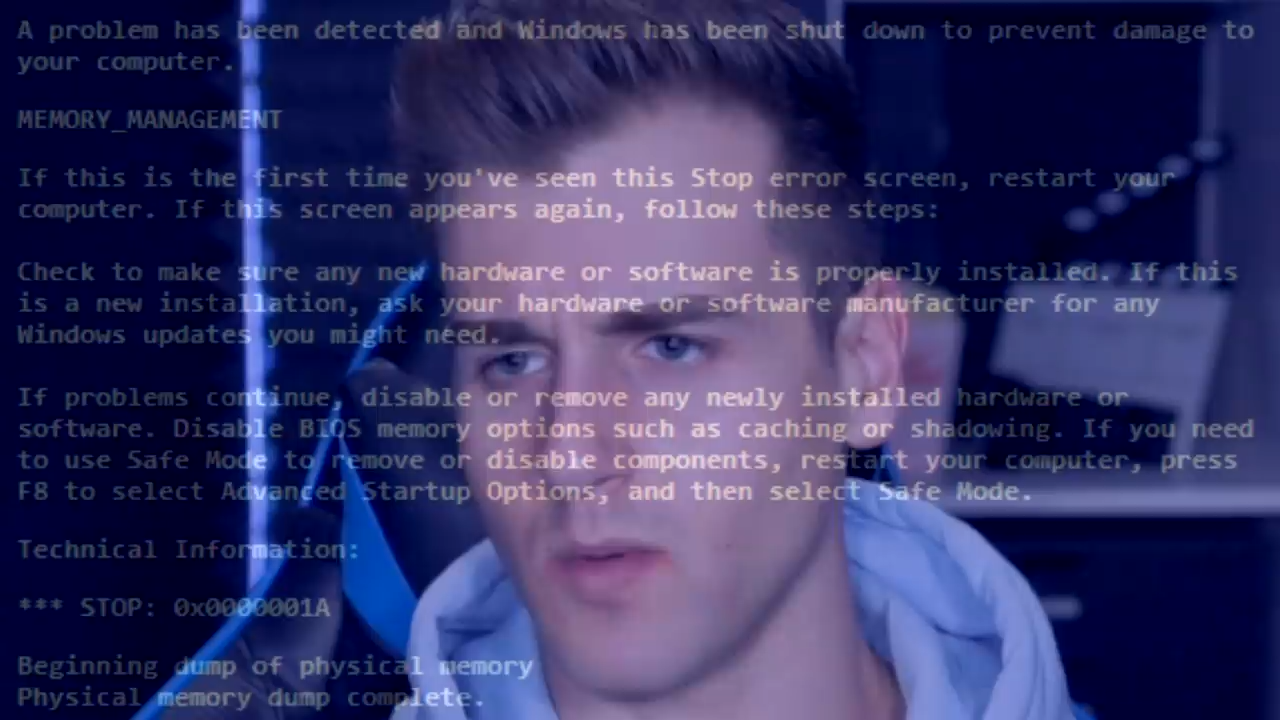 A problem has been detected and Windows has been shut down to prevent damage to
your computer.
MEMORY_MANAGEMENT
If this is the first time you've seen this Stop error screen, restart your
computer. If this screen appears again, follow these steps:
Check to make sure any new hardware or software is properly installed. If this
is a new installation, ask your hardware or software manufacturer for any
Windows updates you might need.
If problems continue, disable or remove any newly installed hardware or
software. Disable BIOS memory options such as caching or shadowing. If you need
to use Safe Mode to remove or disable components, restart your computer, press
F8 to select Advanced Startup Options, and then select Safe Mode.
Technical Information:
*** STOP: 0x0000001A
Beginning dump of physical memory
Physical memory dump complete.